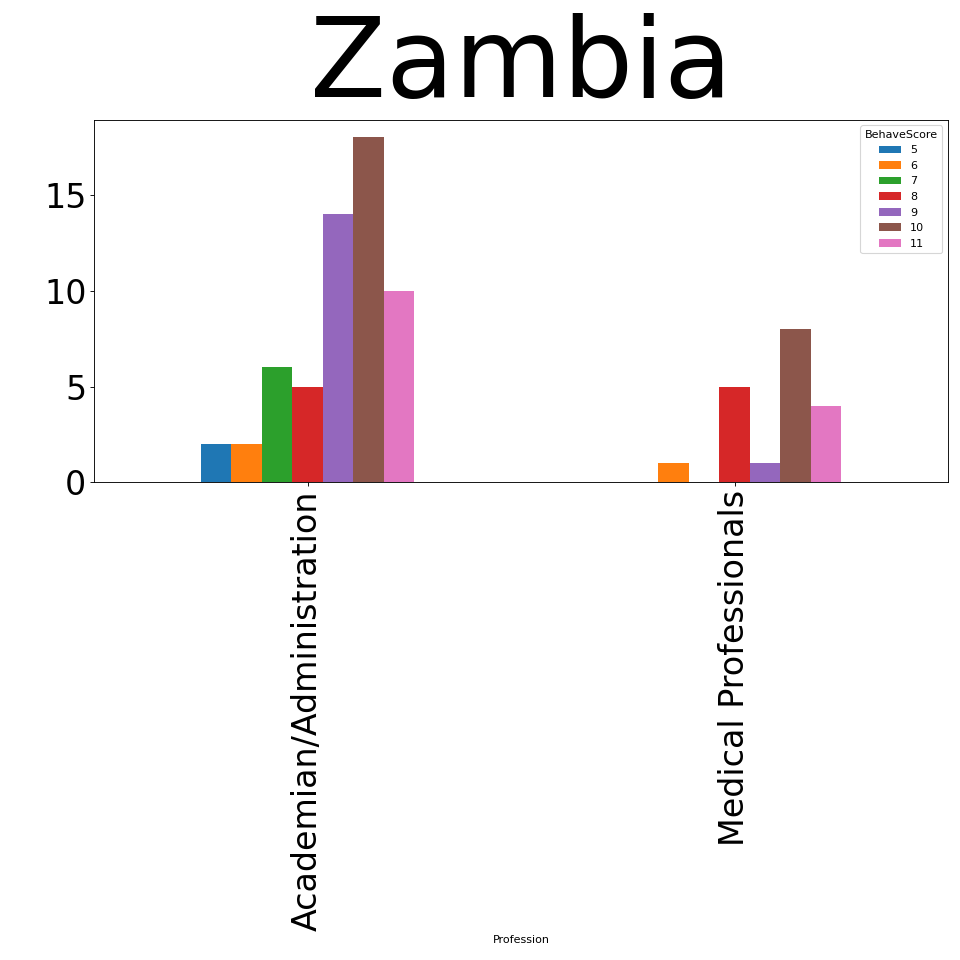 Zambia
BehaveScore
5
6
7
8
9
10
11
15
10
5
0
Academian/Administration
Medical Professionals
Profession